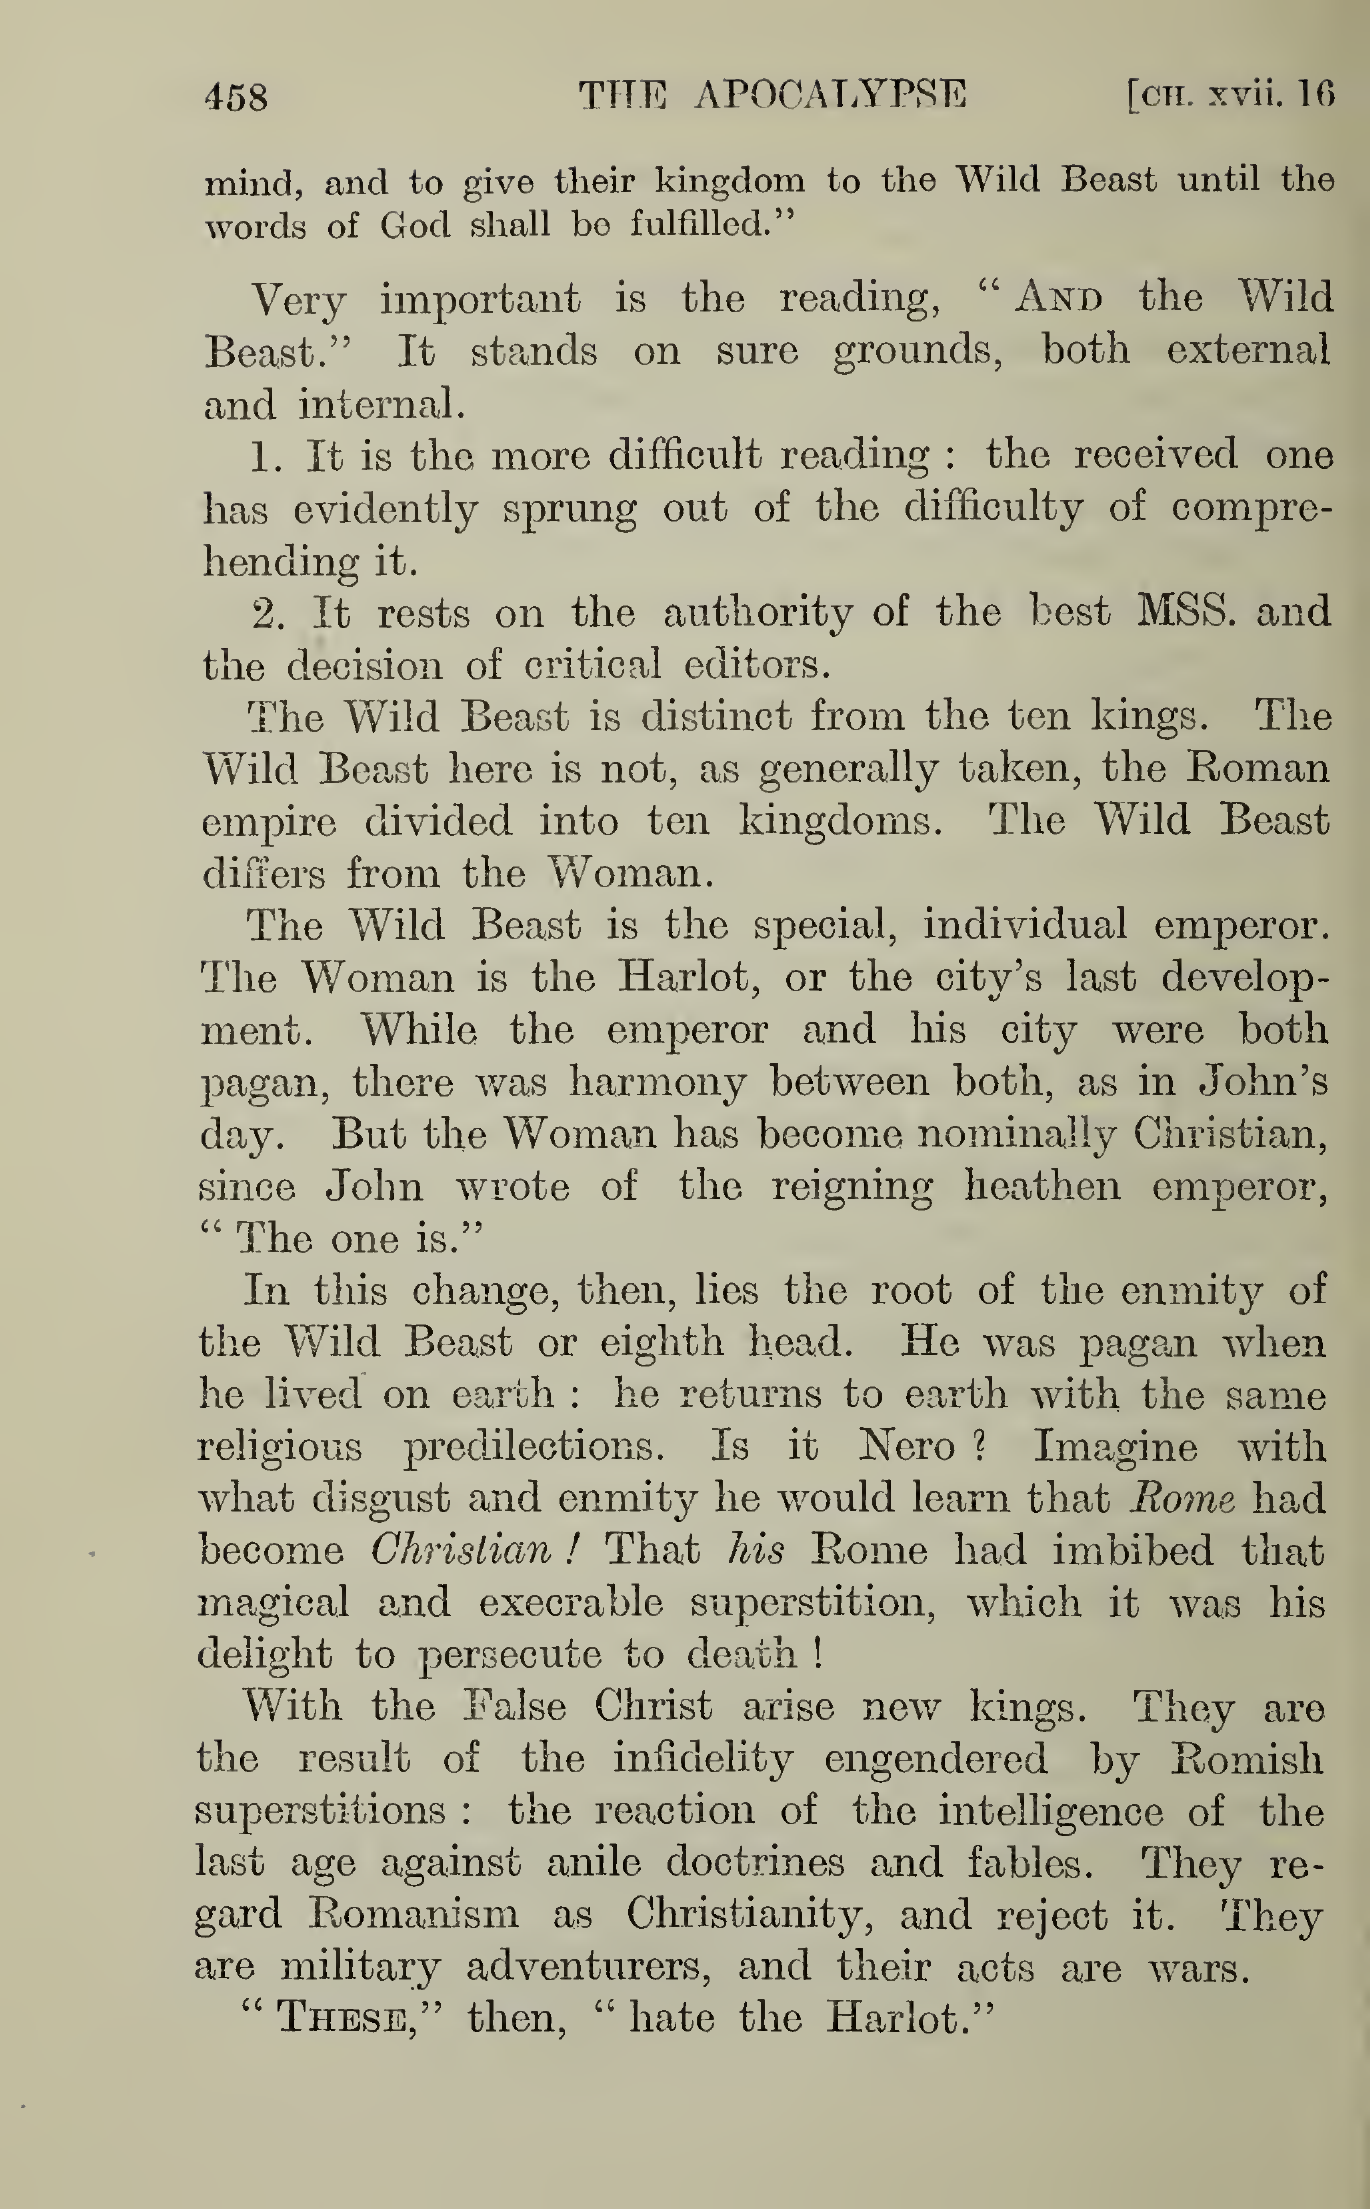 458 THE APOCALYPSE [CH. xvii. 16
mind, and to give their kingdom to the Wild Beast until the
words of God shall be fulfilled.”
Very important is the reading, “ AND the Wild
Beast.” It stands on sure grounds, both external
and internal.
1. It is the more difficult reading : the received one
has evidently sprung out of the difficulty of compre-
hending it.
2. It rests on the authority of the best MSS. and
the decision of critical editors.
The Wild Beast is distinct from the ten kings. The
Wild Beast here is not, as generally taken, the Roman
empire divided into ten kingdoms. The Wild Beast
differs from the Woman.
The Wild Beast is the special, individual emperor.
The Woman is the Harlot, or the city’s last develop-
ment. While the emperor and his city were both
pagan, there was harmony between both, as in John’s
day. But the Woman has become nominally Christian,
since John wrote of the reigning heathen emperor,
“ The one is.”
In this change, then, lies the root of the enmity of
the Wild Beast or eighth head. He was pagan when
he lived on earth : he returns to earth with the same
religious predilections. Is it Nero ? Imagine with
what disgust and enmity he would learn that Rome had
become Christian ! That his Rome had imbibed that
magical and execrable superstition, which it was his
delight to persecute to death !
With the False Christ arise new kings. They are
the result of the infidelity engendered by Romish
superstitions : the reaction of the intelligence of the
last age against anile doctrines and fables. They re-
gard Romanism as Christianity, and reject it. They
are military adventurers, and their acts are wars.
“ THESE,” then, “ hate the Harlot.”